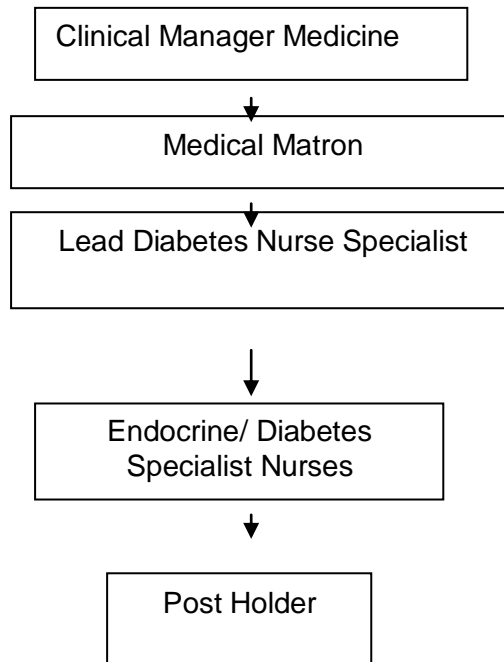 Clinical Manager Medicine
Medical Matron
Lead Diabetes Nurse Specialist
Endocrine/ Diabetes
Specialist Nurses
Post Holder